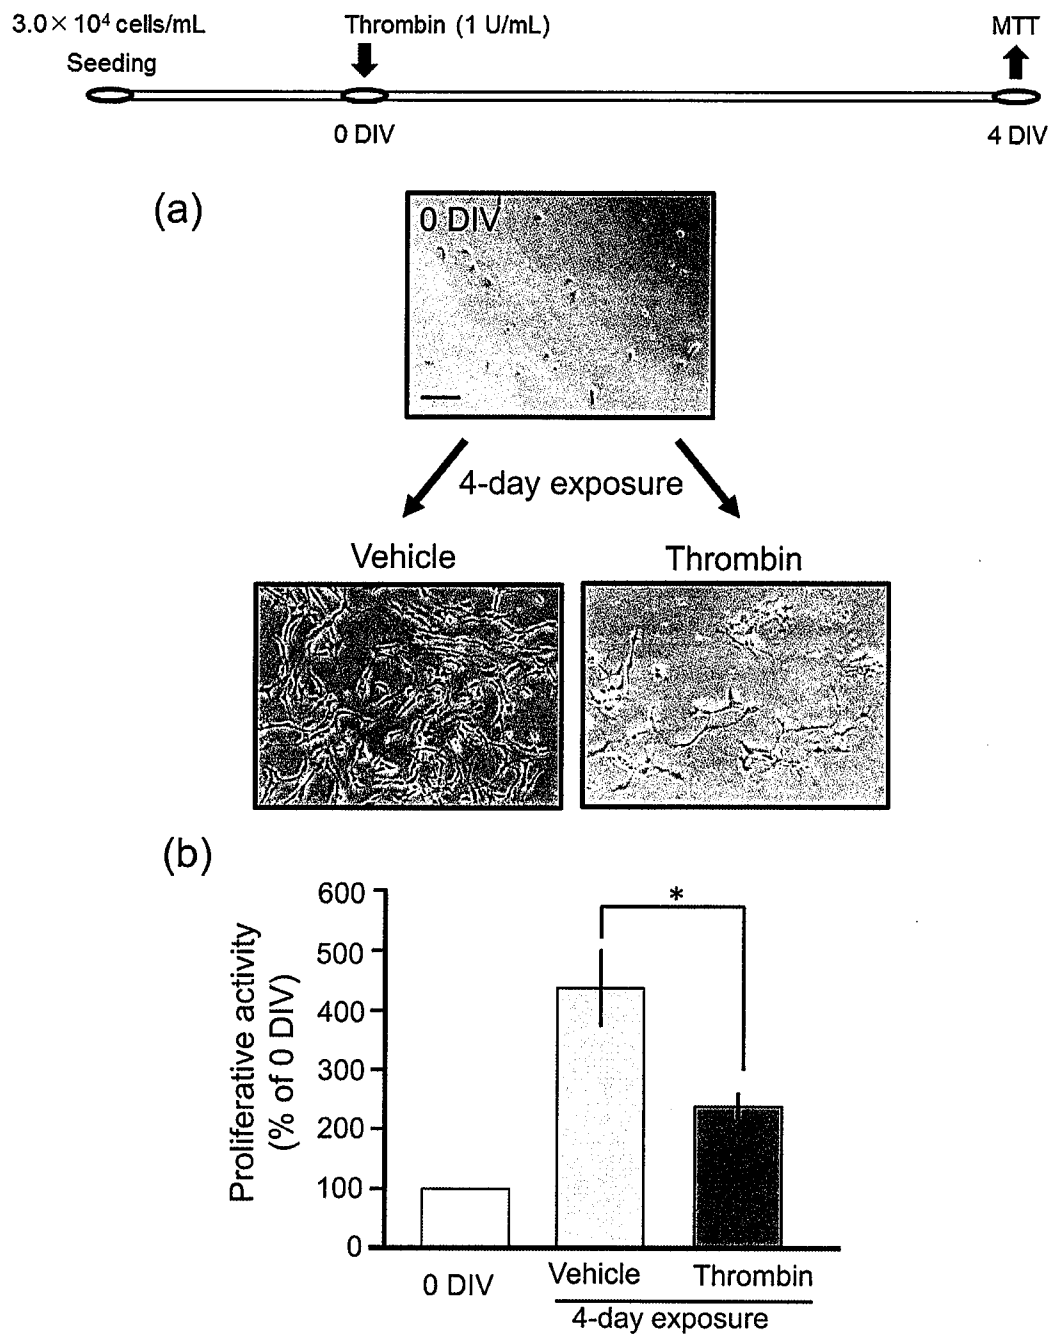 3.0×10⁴ cells/mL
Seeding
Thrombin (1 U/mL)
MTT
0 DIV
4 DIV
(a)
0 DIV
4-day exposure
Vehicle
Thrombin
(b)
Proliferative activity
(% of 0 DIV)
600
500
400
300
200
100
0
*
0 DIV
Vehicle
Thrombin
4-day exposure